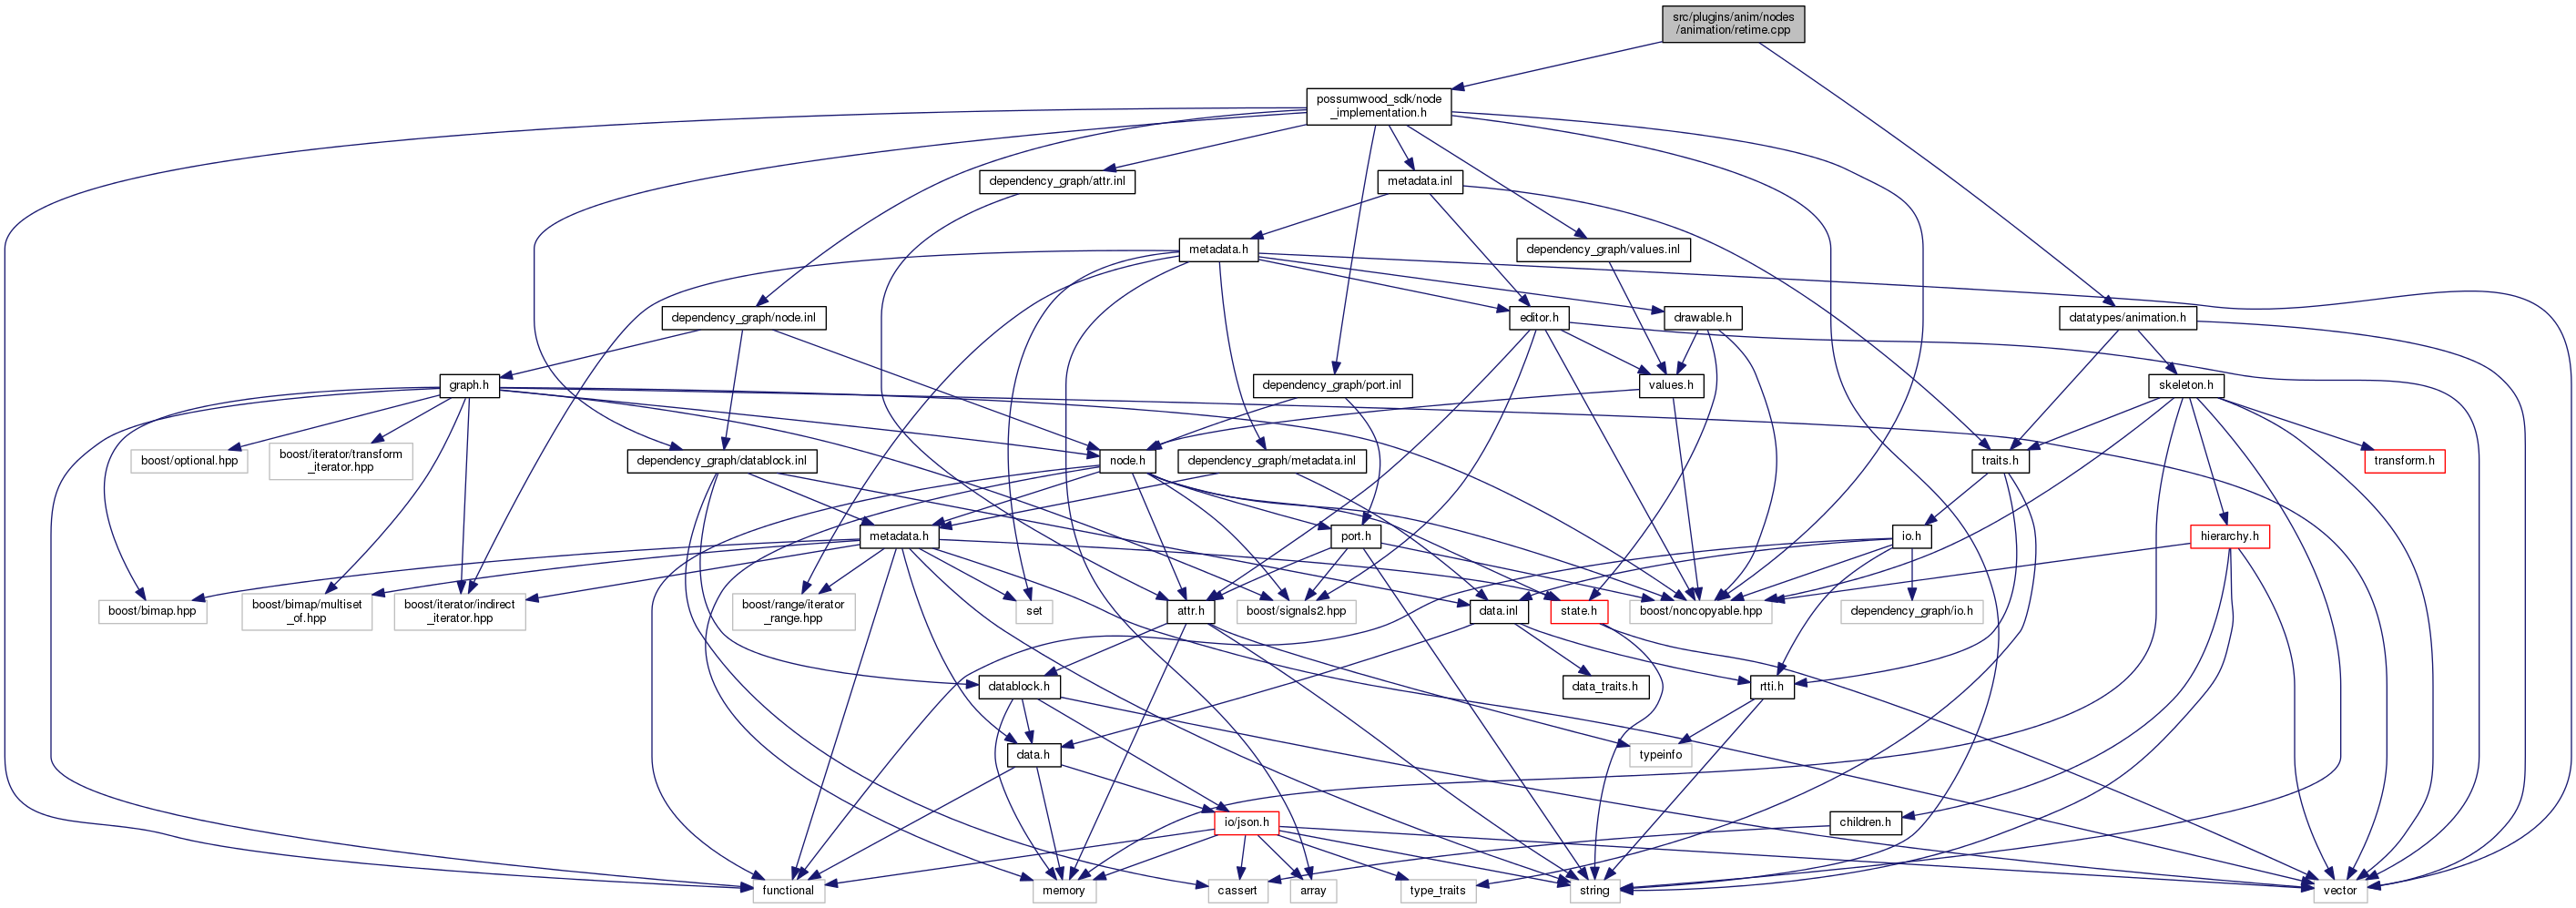 src/plugins/anim/nodes
/animation/retime.cpp
possumwood_sdk/node
_implementation.h
dependency_graph/attr.inl
metadata.inl
metadata.h
dependency_graph/values.inl
dependency_graph/node.inl
editor.h
drawable.h
datatypes/animation.h
graph.h
dependency_graph/port.inl
values.h
skeleton.h
boost/optional.hpp
boost/iterator/transform
_iterator.hpp
dependency_graph/datablock.inl
node.h
dependency_graph/metadata.inl
traits.h
transform.h
metadata.h
port.h
io.h
hierarchy.h
boost/bimap.hpp
boost/bimap/multiset
_of.hpp
boost/iterator/indirect
_iterator.hpp
boost/range/iterator
_range.hpp
set
attr.h
boost/signals2.hpp
data.inl
state.h
boost/noncopyable.hpp
dependency_graph/io.h
datablock.h
data_traits.h
rtti.h
data.h
typeinfo
io/json.h
children.h
functional
memory
cassert
array
type_traits
string
vector